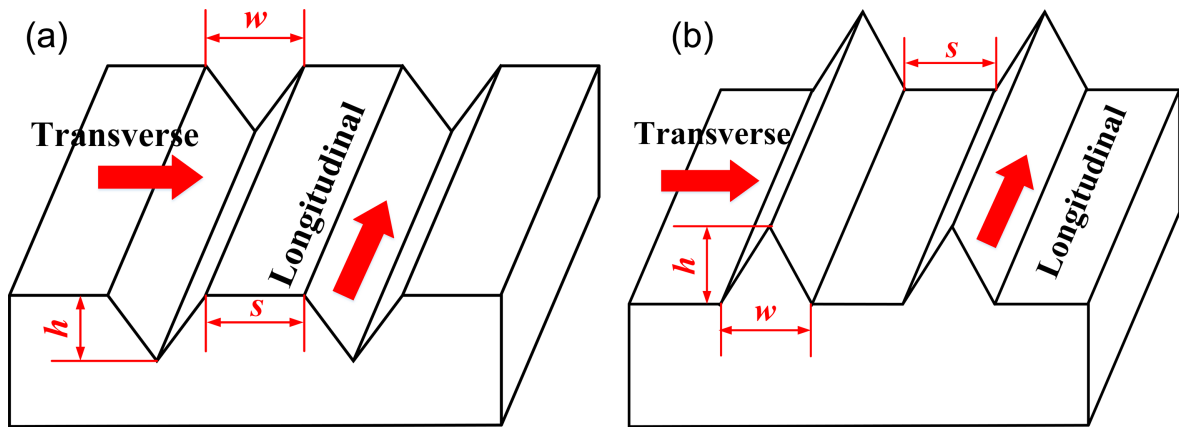 (a)
w
Transverse
Longitudinal
h
s
(b)
s
Transverse
Longitudinal
h
w